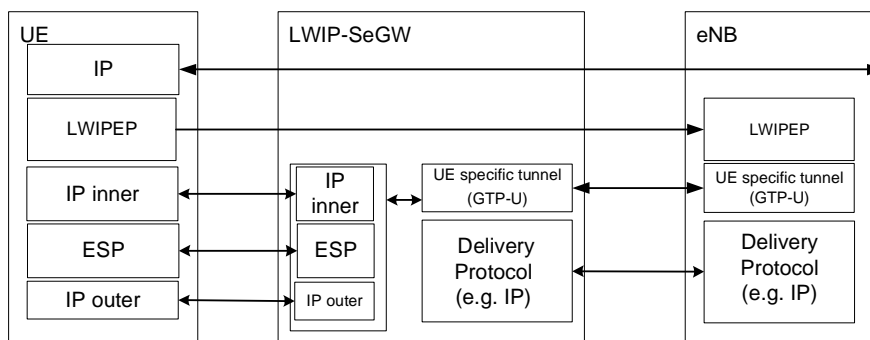 UE
LWIP-SeGW
eNB
IP
LWIPEP
LWIPEP
IP inner
IP
inner
UE specific tunnel
(GTP-U)
UE specific tunnel
(GTP-U)
ESP
ESP
Delivery
Protocol
(e.g. IP)
Delivery
Protocol
(e.g. IP)
IP outer
IP outer